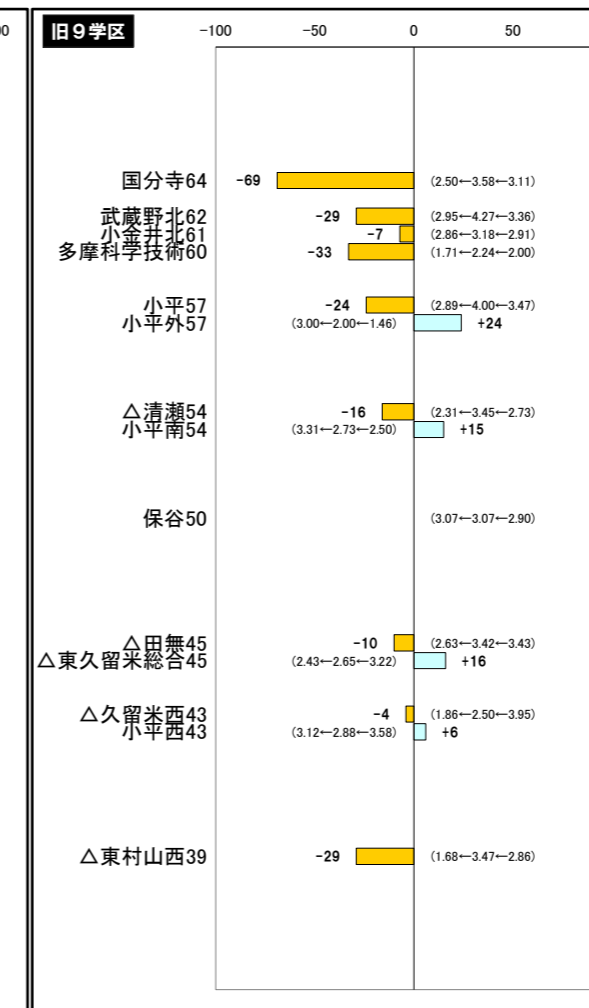 00
旧９学区 -100 -50 0 50
国分寺64 -69 (2.50←3.58←3.11)
武蔵野北62 -29 (2.95←4.27←3.36)
小金井北61 -7 (2.86←3.18←2.91)
多摩科学技術60 -33 (1.71←2.24←2.00)
小平57 -24 (2.89←4.00←3.47)
小平外57 (3.00←2.00←1.46) +24
△清瀬54 -16 (2.31←3.45←2.73)
小平南54 (3.31←2.73←2.50) +15
保谷50 (3.07←3.07←2.90)
△田無45 -10 (2.63←3.42←3.43)
△東久留米総合45 (2.43←2.65←3.22) +16
△久留米西43 -4 (1.86←2.50←3.95)
小平西43 (3.12←2.88←3.58) +6
△東村山西39 -29 (1.68←3.47←2.86)